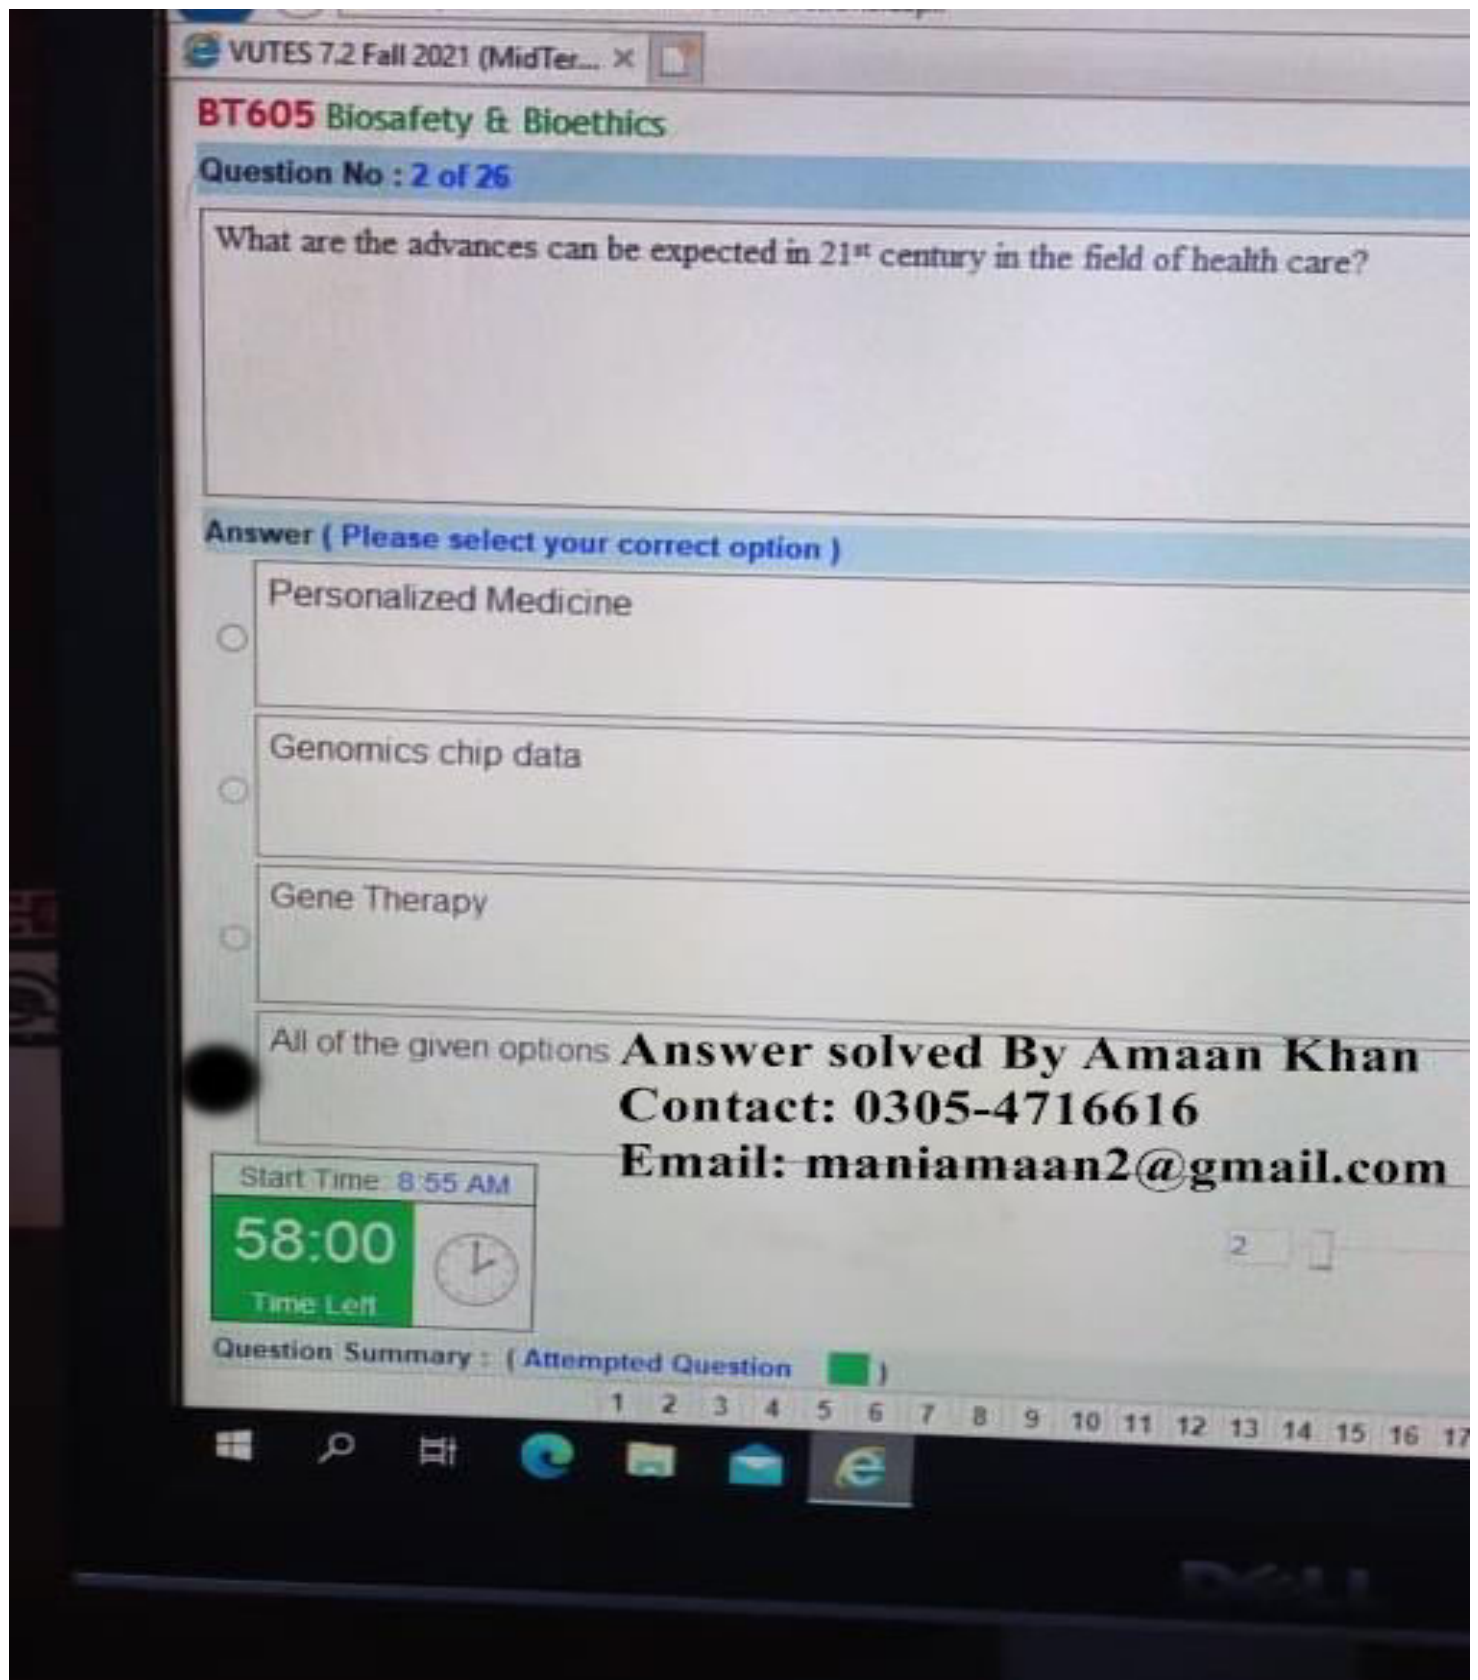 VUTES 7.2 Fall 2021 (MidTer...
BT605 Biosafety & Bioethics
Question No : 2 of 26
What are the advances can be expected in 21st century in the field of health care?
Answer ( Please select your correct option )
Personalized Medicine
Genomics chip data
Gene Therapy
All of the given options
Answer solved By Amaan Khan
Contact: 0305-4716616
Email: maniamaan2@gmail.com
Start Time 8:55 AM
58:00
Time Left
2
Question Summary : ( Attempted Question )
1 2 3 4 5 6 7 8 9 10 11 12 13 14 15 16 17
DELL